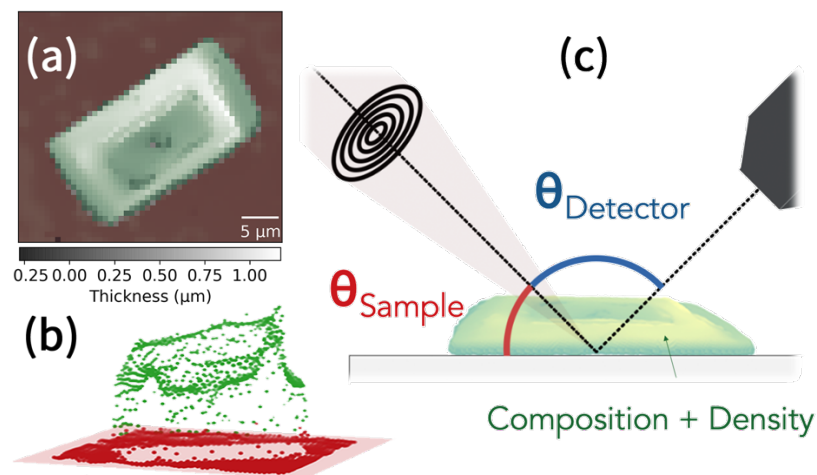 (a)
5 μm
0.25 0.00 0.25 0.50 0.75 1.00
Thickness (μm)
(b)
(c)
θDetector
θSample
Composition + Density